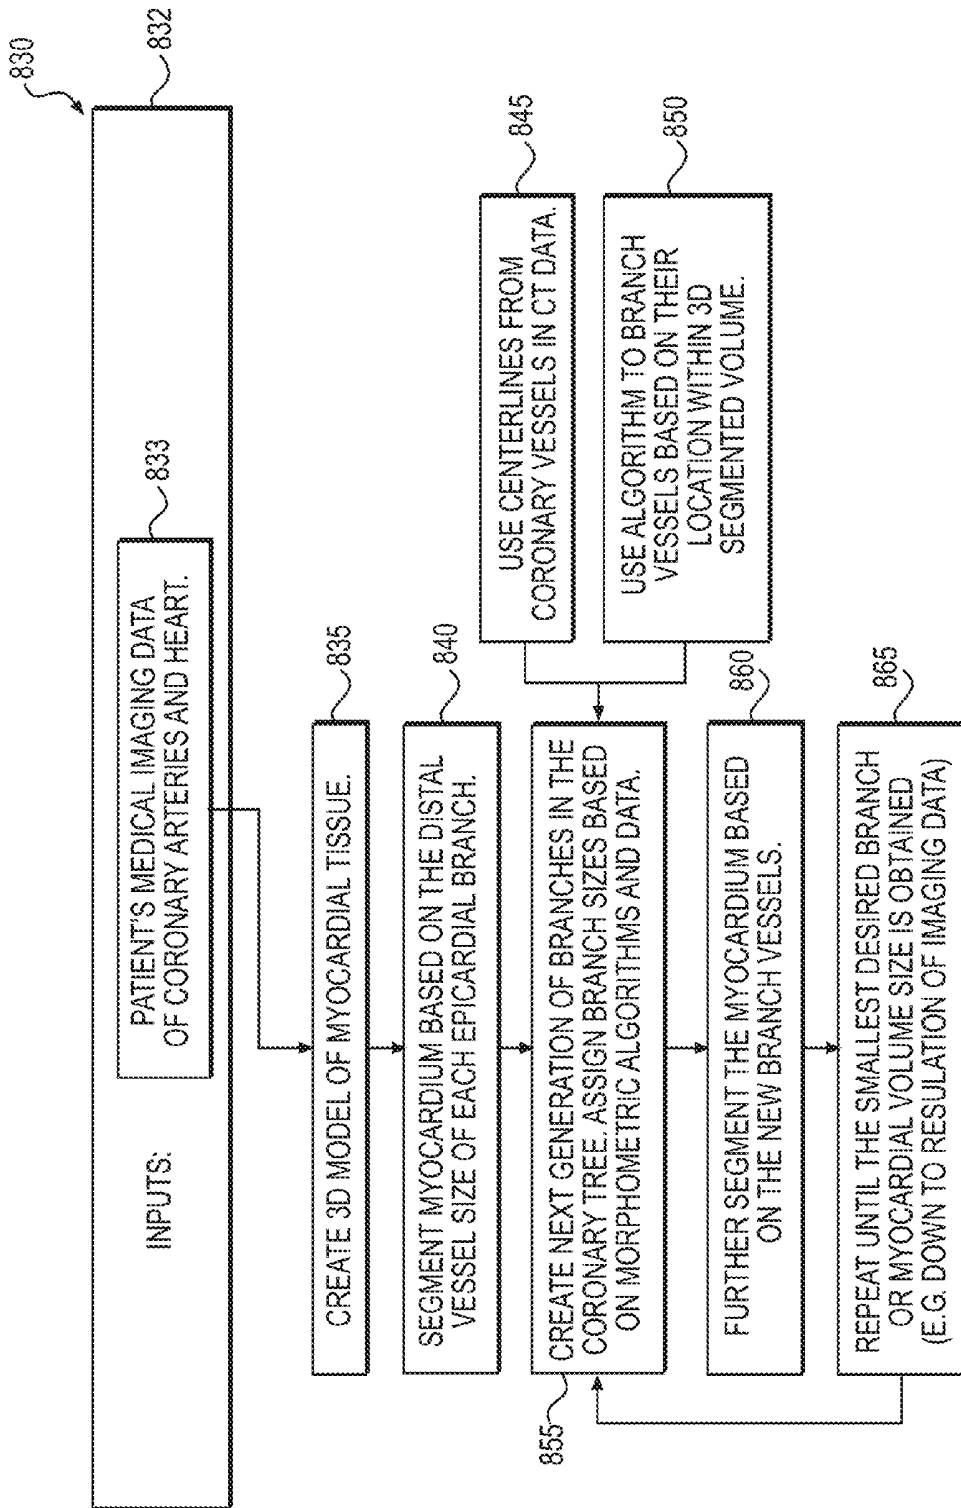 830
832
INPUTS:
PATIENT'S MEDICAL IMAGING DATA
OF CORONARY ARTERIES AND HEART.
833
CREATE 3D MODEL OF MYOCARDIAL TISSUE.
835
SEGMENT MYOCARDIUM BASED ON THE DISTAL
VESSEL SIZE OF EACH EPICARDIAL BRANCH.
840
USE CENTERLINES FROM
CORONARY VESSELS IN CT DATA.
845
USE ALGORITHM TO BRANCH
VESSELS BASED ON THEIR
LOCATION WITHIN 3D
SEGMENTED VOLUME.
850
855
CREATE NEXT GENERATION OF BRANCHES IN THE
CORONARY TREE. ASSIGN BRANCH SIZES BASED
ON MORPHOMETRIC ALGORITHMS AND DATA.
FURTHER SEGMENT THE MYOCARDIUM BASED
ON THE NEW BRANCH VESSELS.
860
REPEAT UNTIL THE SMALLEST DESIRED BRANCH
OR MYOCARDIAL VOLUME SIZE IS OBTAINED
(E.G. DOWN TO RESULATION OF IMAGING DATA)
865